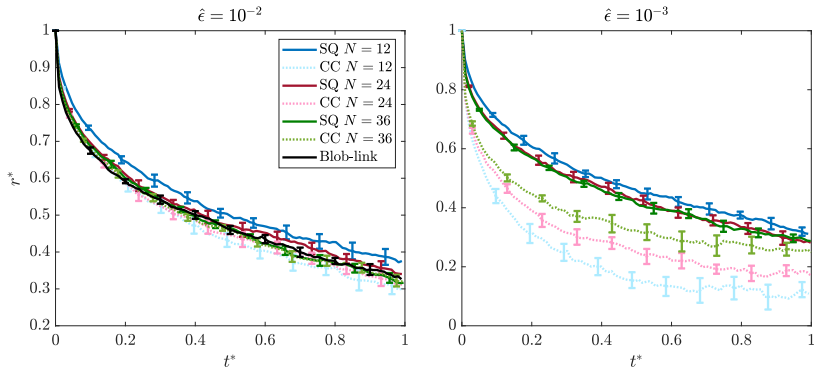 ϵ̂ = 10⁻²
1
0.9
0.8
0.7
0.6
0.5
0.4
0.3
0.2
r*
0
0.2
0.4
0.6
0.8
1
t*
SQ N = 12
CC N = 12
SQ N = 24
CC N = 24
SQ N = 36
CC N = 36
Blob-link
ϵ̂ = 10⁻³
1
0.8
0.6
0.4
0.2
0
0
0.2
0.4
0.6
0.8
1
t*